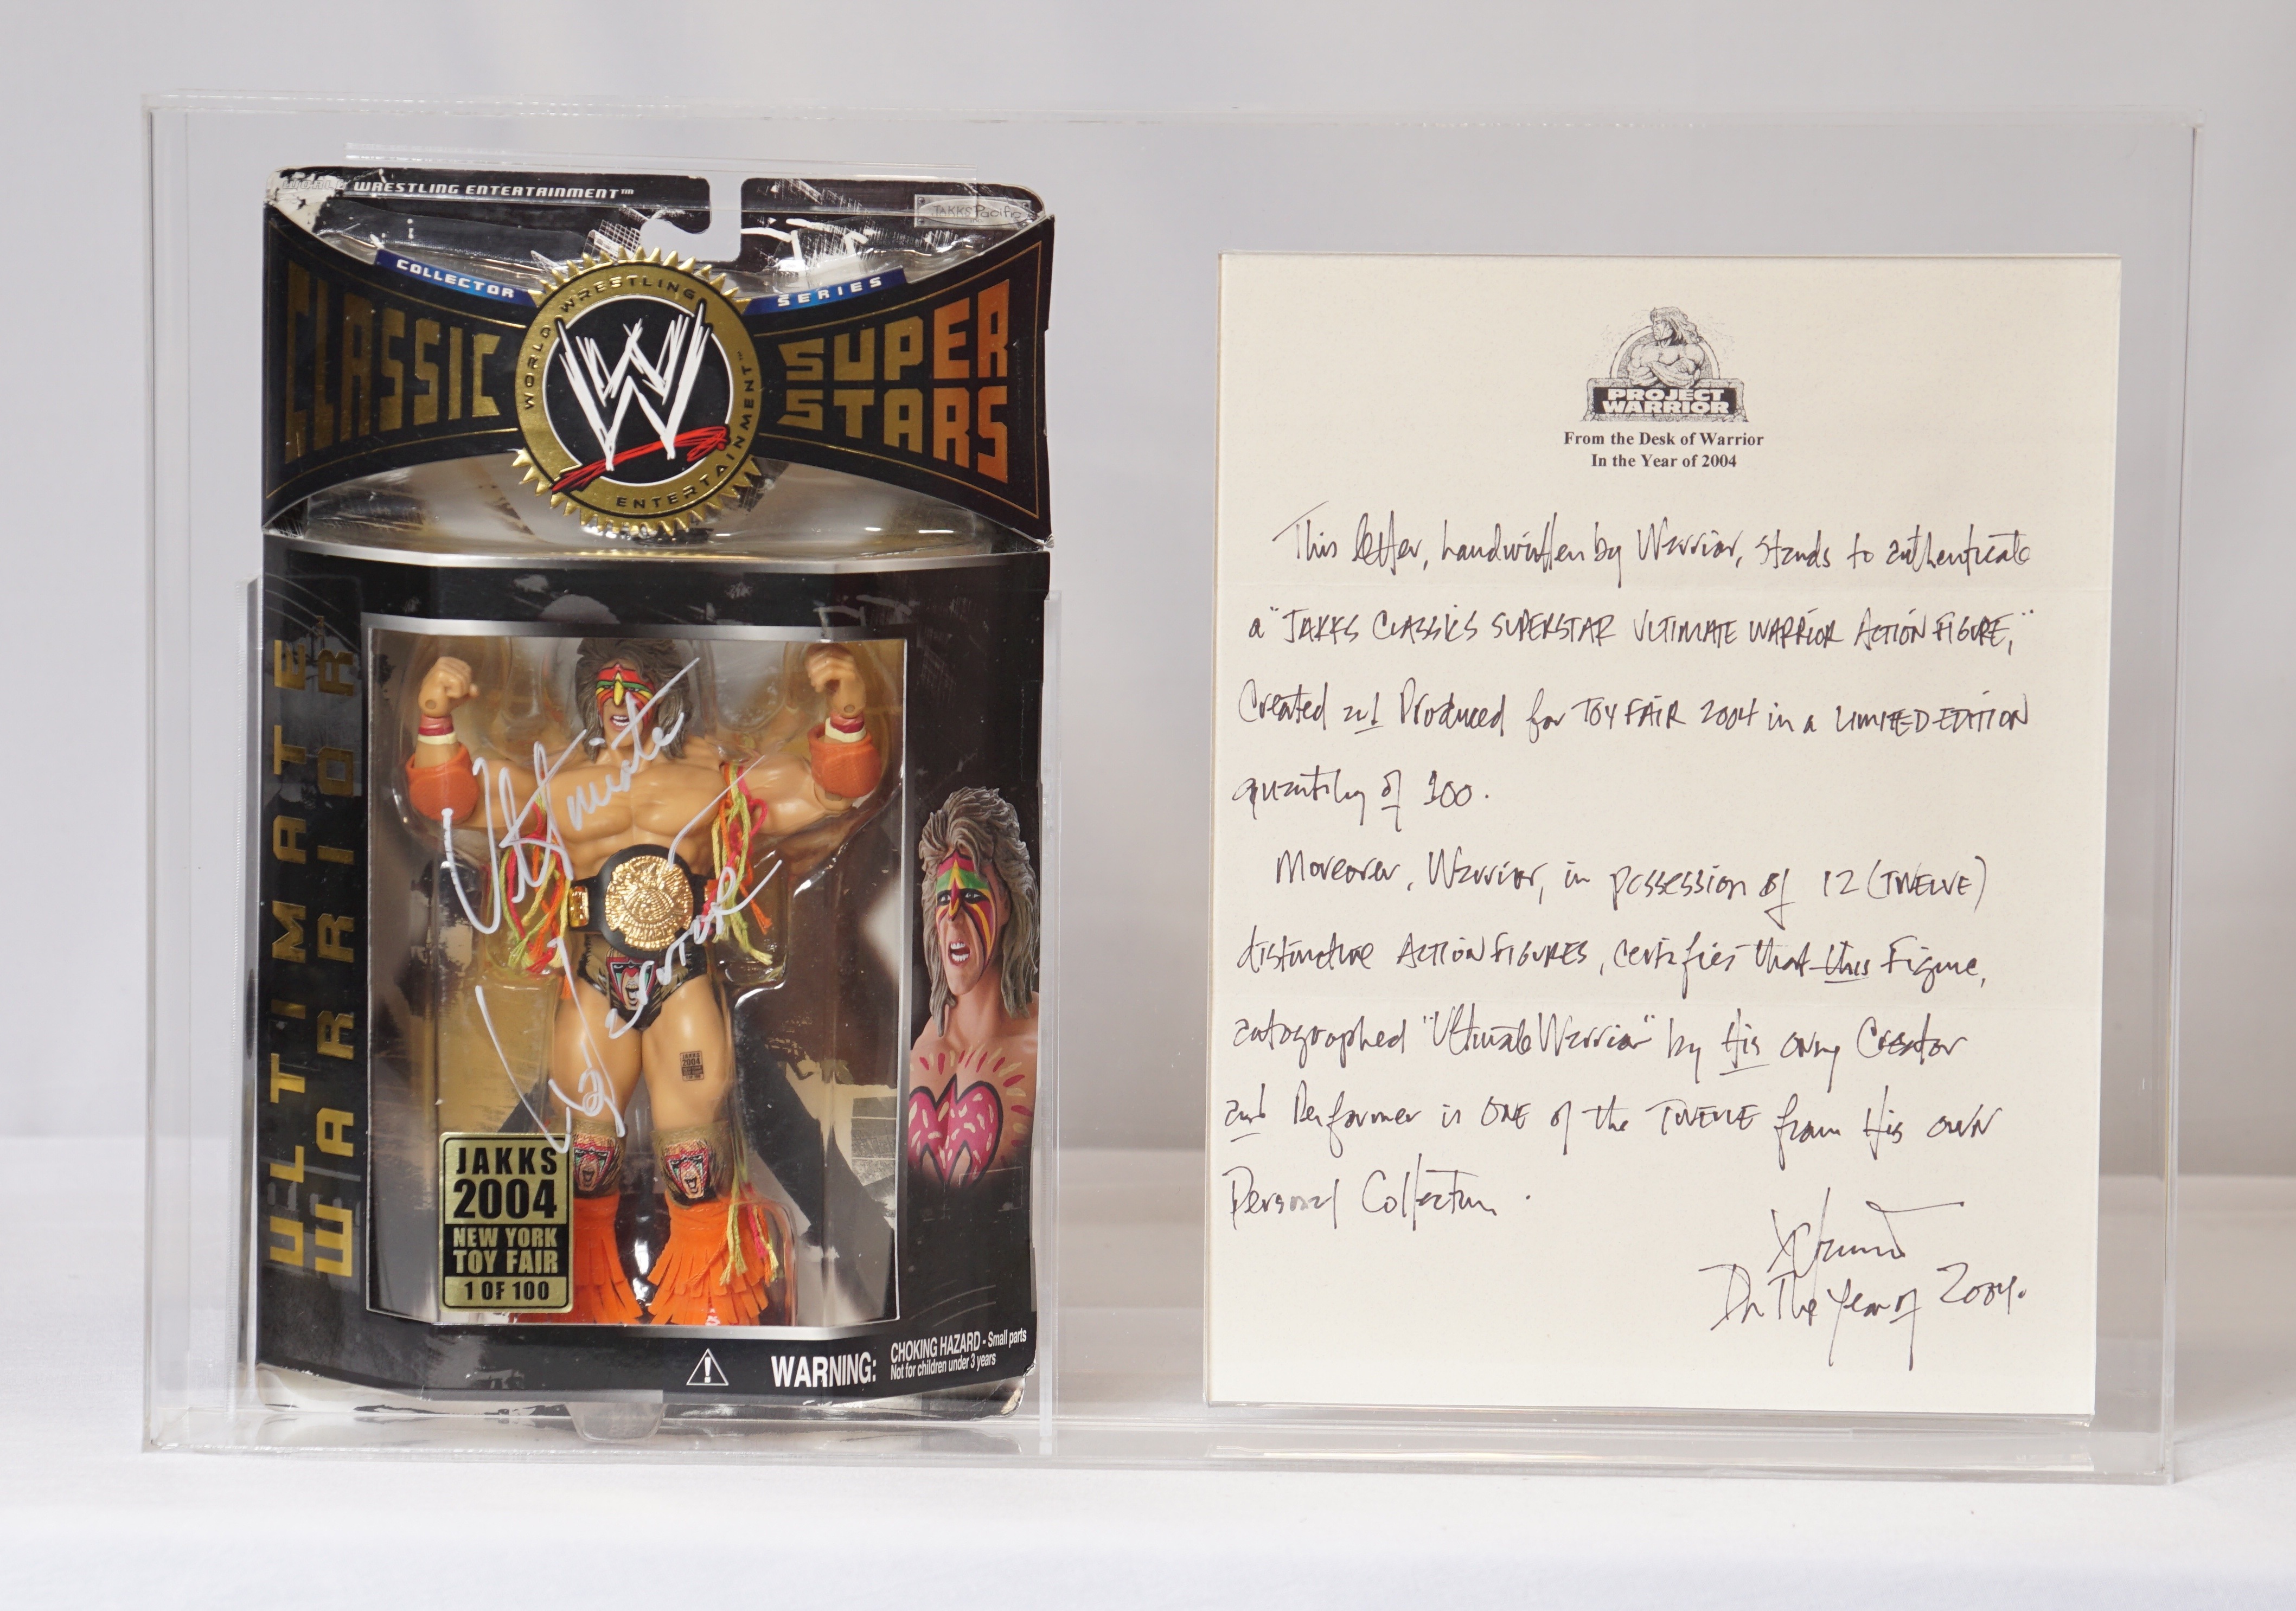 WRESTLING ENTERTAINMENT™
JAKKS Pacific
COLLECTOR SERIES
CLASSIC SUPER STARS
WORLD WRESTLING ENTERTAINMENT™
W
ULTIMATE WARRIOR
Ultimate
Warrior
JAKKS
2004
NEW YORK
TOY FAIR
1 OF 100
WARNING:
CHOKING HAZARD - Small parts
Not for children under 3 years
PROJECT
WARRIOR
From the Desk of Warrior
In the Year of 2004
This letter, handwritten by Warrior, stands to authenticate
a "JAKKS CLASSICS SUPERSTAR ULTIMATE WARRIOR ACTION FIGURE,"
Created and Produced for TOY FAIR 2004 in a LIMITED EDITION
quantity of 100.
Moreover, Warrior, in possession of 12 (TWELVE)
distinctive ACTION FIGURES, certifies that this Figure,
autographed "Ultimate Warrior" by His own Creator
and Performer is ONE of the TWELVE from His own
Personal Collection.
In The Year of 2004.